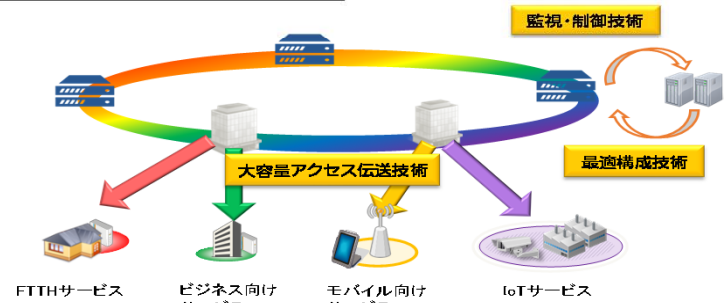 監視・制御技術
最適構成技術
大容量アクセス伝送技術
FTTHサービス
ビジネス向け
モバイル向け
IoTサービス